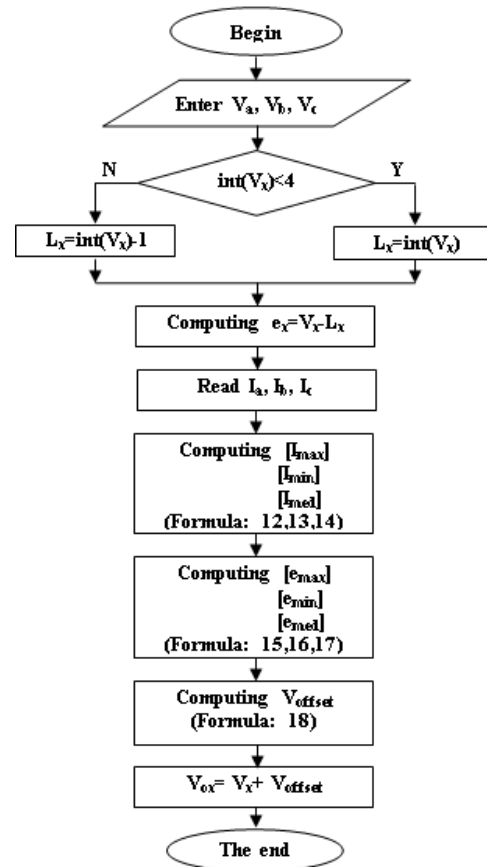 Begin
Enter Va, Vb, Vc
N
Y
int(Vx)<4
Lx=int(Vx)-1
Lx=int(Vx)
Computing ex=Vx-Lx
Read Ia, Ib, Ic
Computing [Imax]
[Imin]
[Imed]
(Formula: 12,13,14)
Computing [emax]
[emin]
[emed]
(Formula: 15,16,17)
Computing Voffset
(Formula: 18)
Vox= Vx+ Voffset
The end